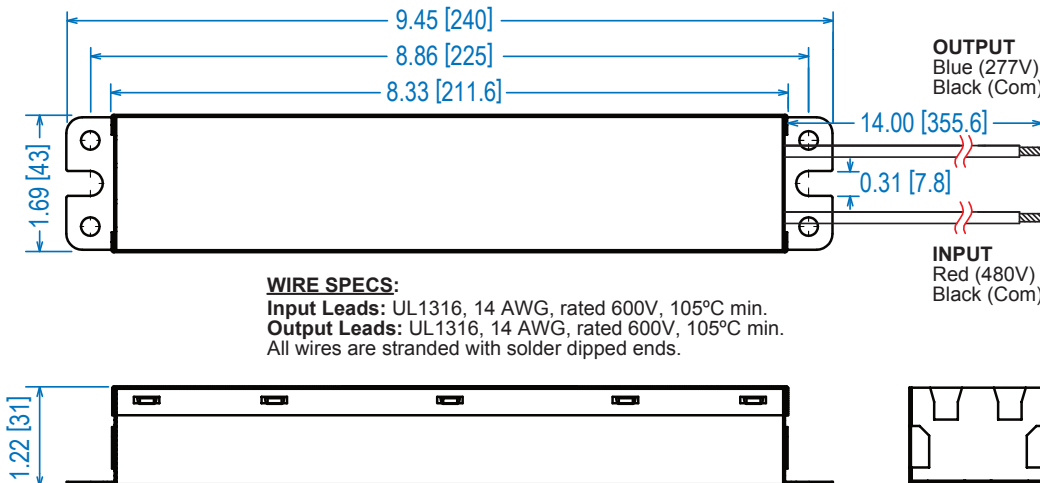 9.45 [240]
8.86 [225]
8.33 [211.6]
OUTPUT
Blue (277V)
Black (Com)
14.00 [355.6]
1.69 [43]
0.31 [7.8]
INPUT
Red (480V)
Black (Com)
WIRE SPECS:
Input Leads: UL1316, 14 AWG, rated 600V, 105ºC min.
Output Leads: UL1316, 14 AWG, rated 600V, 105ºC min.
All wires are stranded with solder dipped ends.
1.22 [31]